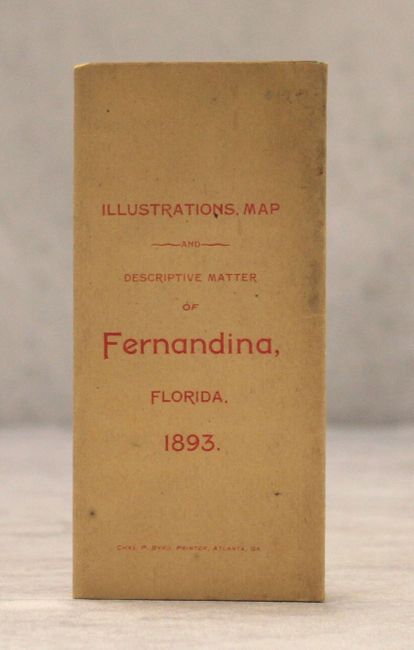 ILLUSTRATIONS, MAP
AND
DESCRIPTIVE MATTER
OF
Fernandina,
FLORIDA.
1893.
CHAS. P. BYRD, PRINTER, ATLANTA, GA.